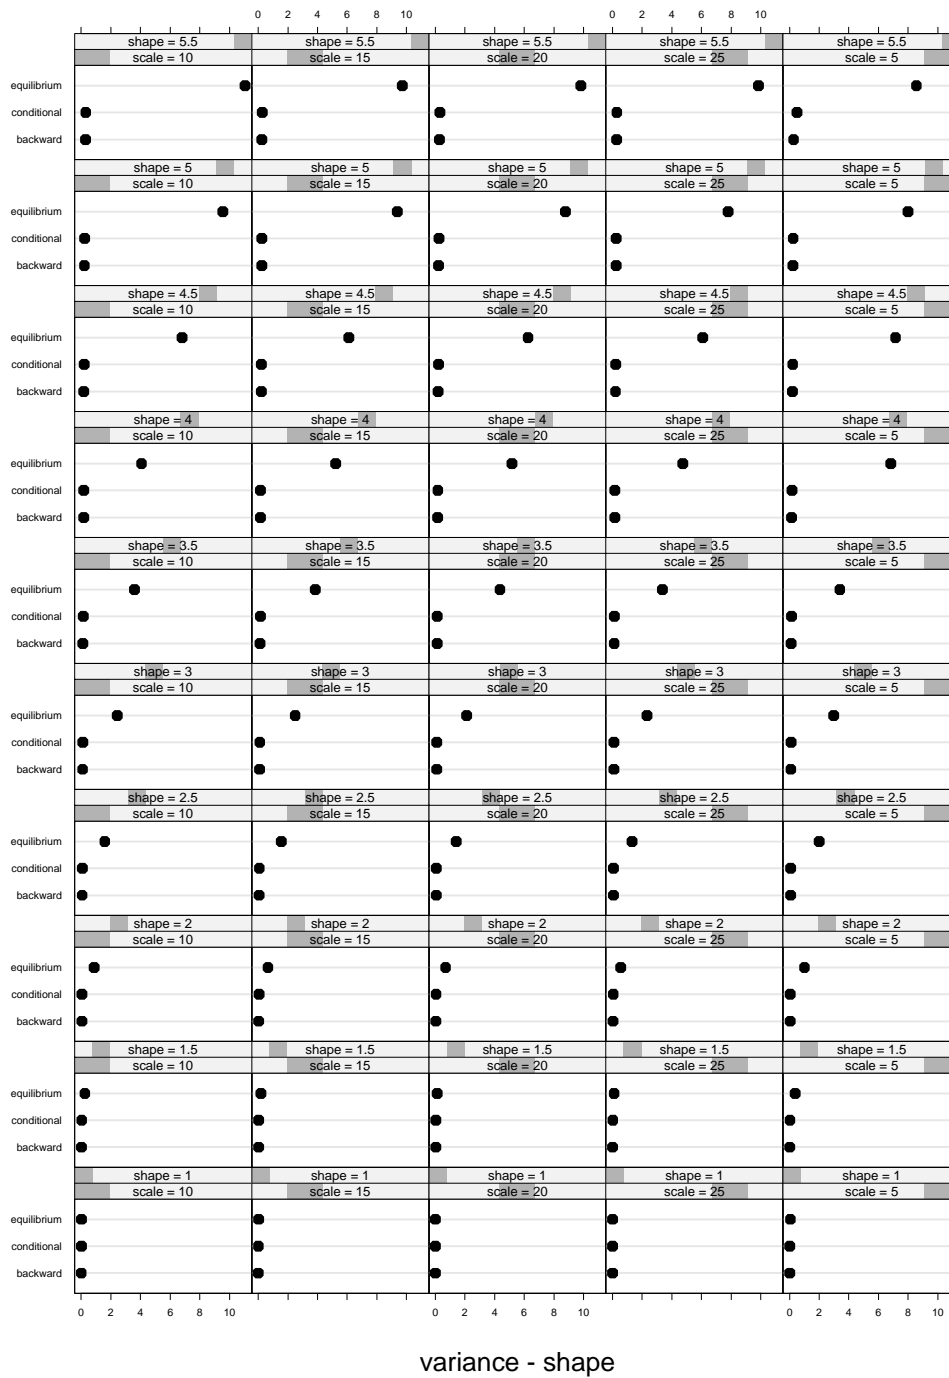 0 2 4 6 8 10 0 2 4 6 8 10
shape = 5.5 shape = 5.5 shape = 5.5 shape = 5.5 shape = 5.5
scale = 10 scale = 15 scale = 20 scale = 25 scale = 5
equilibrium
conditional
backward
shape = 5 shape = 5 shape = 5 shape = 5 shape = 5
scale = 10 scale = 15 scale = 20 scale = 25 scale = 5
equilibrium
conditional
backward
shape = 4.5 shape = 4.5 shape = 4.5 shape = 4.5 shape = 4.5
scale = 10 scale = 15 scale = 20 scale = 25 scale = 5
equilibrium
conditional
backward
shape = 4 shape = 4 shape = 4 shape = 4 shape = 4
scale = 10 scale = 15 scale = 20 scale = 25 scale = 5
equilibrium
conditional
backward
shape = 3.5 shape = 3.5 shape = 3.5 shape = 3.5 shape = 3.5
scale = 10 scale = 15 scale = 20 scale = 25 scale = 5
equilibrium
conditional
backward
shape = 3 shape = 3 shape = 3 shape = 3 shape = 3
scale = 10 scale = 15 scale = 20 scale = 25 scale = 5
equilibrium
conditional
backward
shape = 2.5 shape = 2.5 shape = 2.5 shape = 2.5 shape = 2.5
scale = 10 scale = 15 scale = 20 scale = 25 scale = 5
equilibrium
conditional
backward
shape = 2 shape = 2 shape = 2 shape = 2 shape = 2
scale = 10 scale = 15 scale = 20 scale = 25 scale = 5
equilibrium
conditional
backward
shape = 1.5 shape = 1.5 shape = 1.5 shape = 1.5 shape = 1.5
scale = 10 scale = 15 scale = 20 scale = 25 scale = 5
equilibrium
conditional
backward
shape = 1 shape = 1 shape = 1 shape = 1 shape = 1
scale = 10 scale = 15 scale = 20 scale = 25 scale = 5
equilibrium
conditional
backward
0 2 4 6 8 10 0 2 4 6 8 10 0 2 4 6 8 10
variance - shape